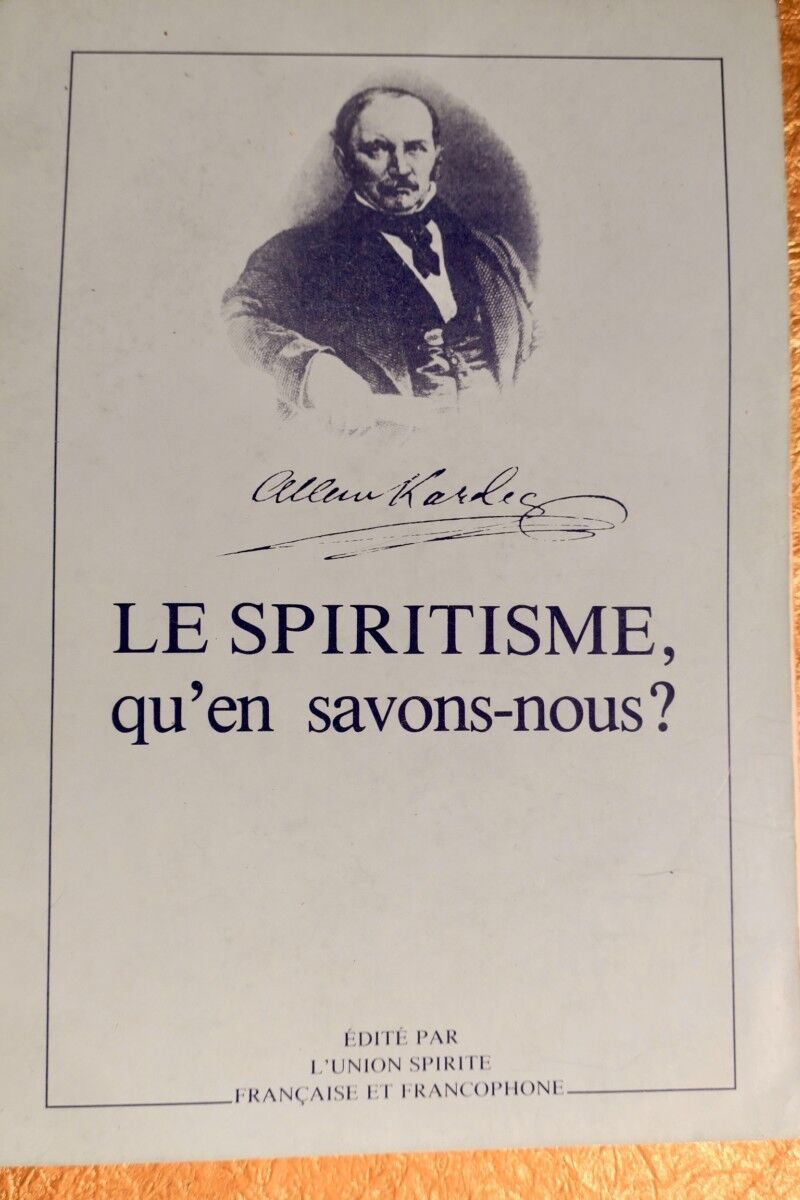 Allan Kardec
LE SPIRITISME,
qu'en savons-nous?
ÉDITÉ PAR
L'UNION SPIRITE
FRANÇAISE ET FRANCOPHONE